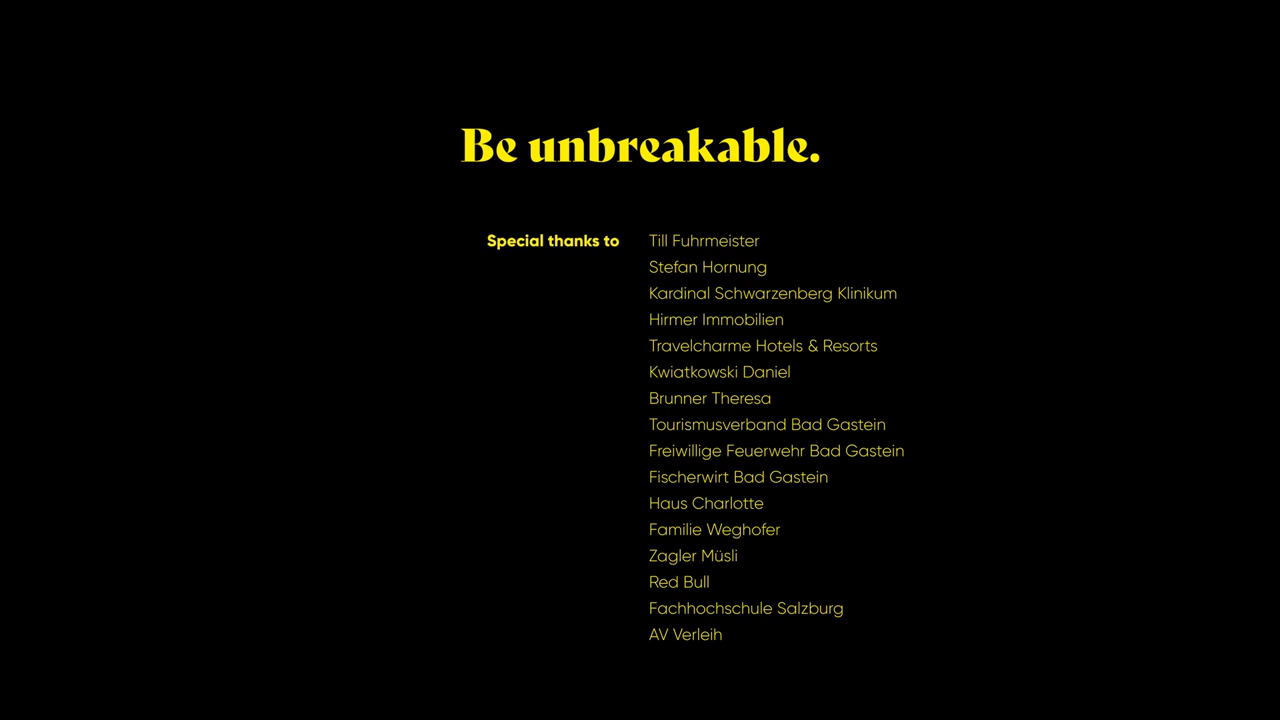 Be unbreakable.
Special thanks to Till Fuhrmeister
Stefan Hornung
Kardinal Schwarzenberg Klinikum
Hirmer Immobilien
Travelcharme Hotels & Resorts
Kwiatkowski Daniel
Brunner Theresa
Tourismusverband Bad Gastein
Freiwillige Feuerwehr Bad Gastein
Fischerwirt Bad Gastein
Haus Charlotte
Familie Weghofer
Zagler Müsli
Red Bull
Fachhochschule Salzburg
AV Verleih